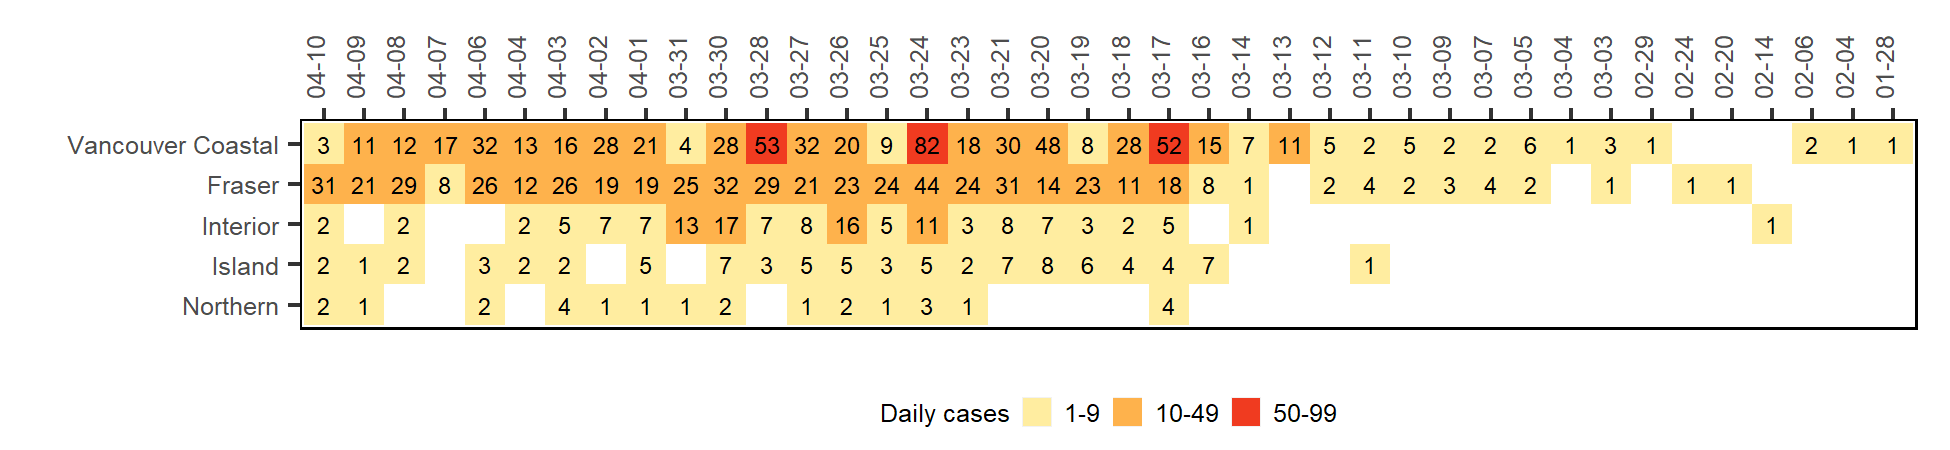 04-10 04-09 04-08 04-07 04-06 04-04 04-03 04-02 04-01 03-31 03-30 03-28 03-27 03-26 03-25 03-24 03-23 03-21 03-20 03-19 03-18 03-17 03-16 03-14 03-13 03-12 03-11 03-10 03-09 03-07 03-05 03-04 03-03 02-29 02-24 02-20 02-14 02-06 02-04 01-28
Vancouver Coastal 3 11 12 17 32 13 16 28 21 4 28 53 32 20 9 82 18 30 48 8 28 52 15 7 11 5 2 5 2 2 6 1 3 1 2 1 1
Fraser 31 21 29 8 26 12 26 19 19 25 32 29 21 23 24 44 24 31 14 23 11 18 8 1 2 4 2 3 4 2 1 1 1
Interior 2 2 2 5 7 7 13 17 7 8 16 5 11 3 8 7 3 2 5 1 1
Island 2 1 2 3 2 2 5 7 3 5 5 3 5 2 7 8 6 4 4 7 1
Northern 2 1 2 4 1 1 1 2 1 2 1 3 1 4
Daily cases 1-9 10-49 50-99